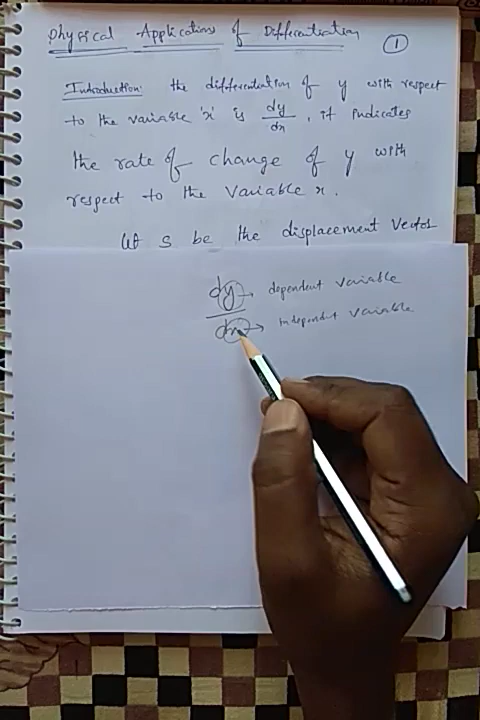 Physical Applications of Differentiation
1
Introduction: the differentiation of y with respect
to the variable 'x' is dy/dx, it indicates
the rate of change of y with
respect to the variable x.
let s be the displacement vector
dy → dependent variable
dx → independent variable